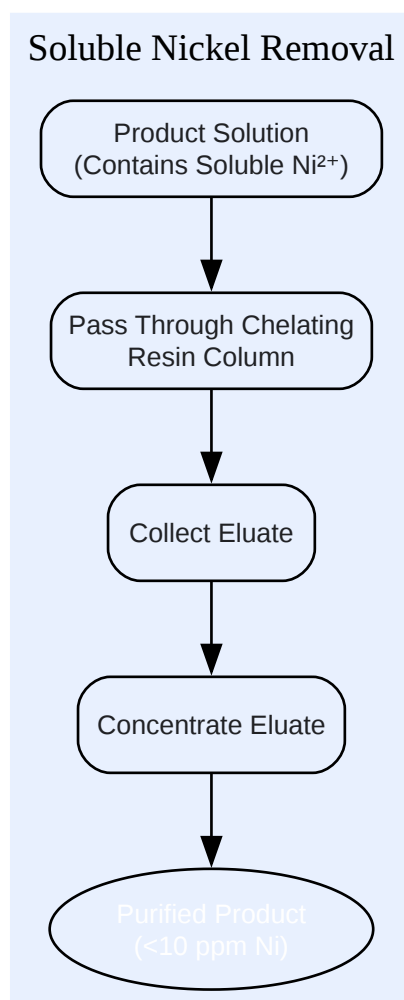 Soluble Nickel Removal
Product Solution
(Contains Soluble Ni²⁺)
Pass Through Chelating
Resin Column
Collect Eluate
Concentrate Eluate
Purified Product
(<10 ppm Ni)